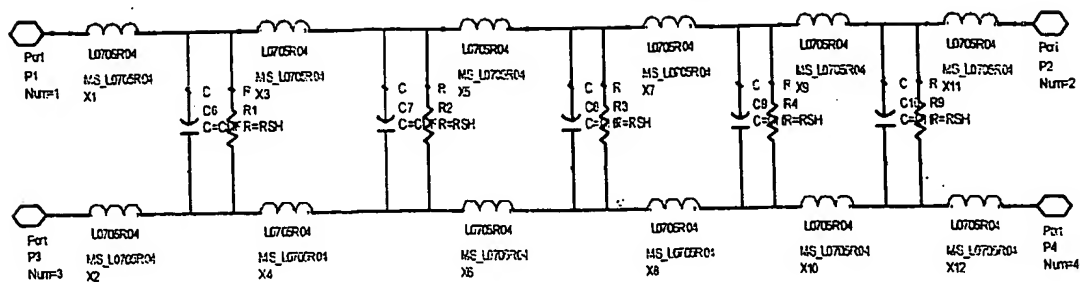 Port
P1
Num=1
L0705R04
MS_L0705R04
X1
C
C6
R
R1
R=RSH
L0705R04
MS_L0705R04
X3
C
C7
R
R2
R=RSH
L0705R04
MS_L0705R04
X5
C
C8
R
R3
R=RSH
L0705R04
MS_L0705R04
X7
C
C9
R
R4
R=RSH
L0705R04
MS_L0705R04
X9
C
C10
R
R9
R=RSH
L0705R04
MS_L0705R04
X11
Port
P2
Num=2
Port
P3
Num=3
L0705R04
MS_L0705R04
X2
L0705R04
MS_L0705R04
X4
L0705R04
MS_L0705R04
X6
L0705R04
MS_L0705R04
X8
L0705R04
MS_L0705R04
X10
L0705R04
MS_L0705R04
X12
Port
P4
Num=4